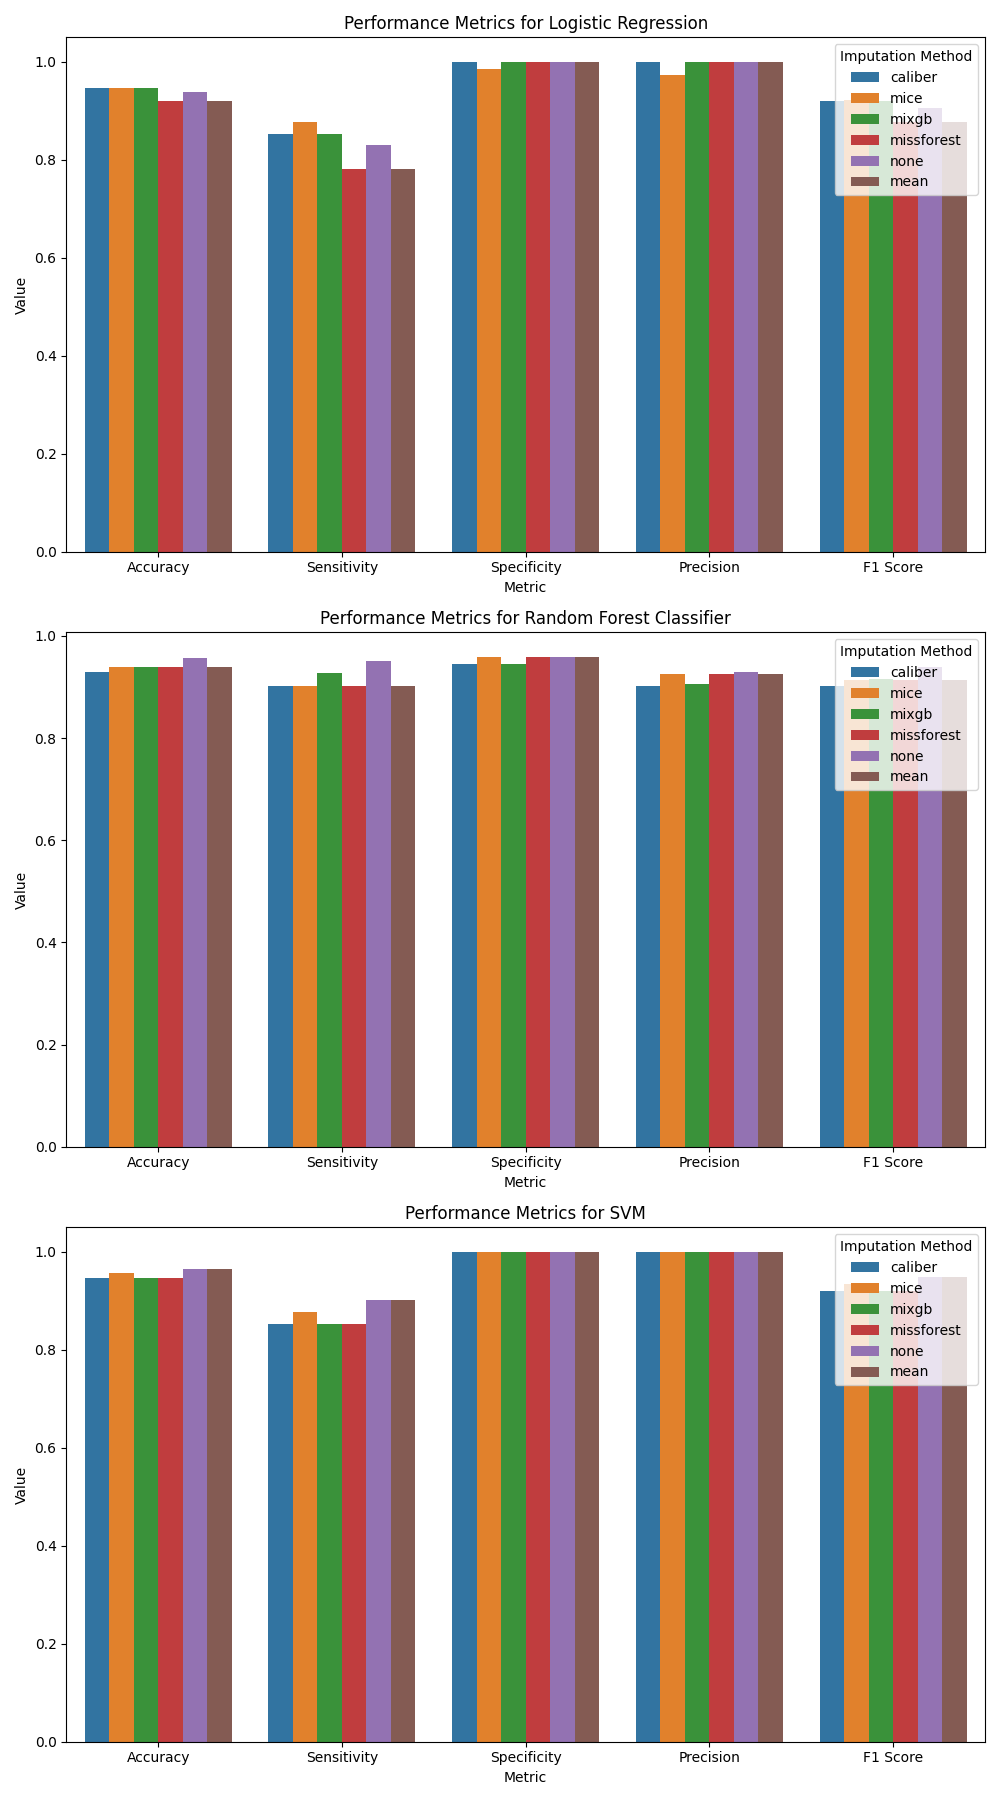 Performance Metrics for Logistic Regression
Imputation Method
caliber
mice
mixgb
missforest
none
mean
1.0
0.8
0.6
0.4
0.2
0.0
Value
Accuracy
Sensitivity
Specificity
Precision
F1 Score
Metric
Performance Metrics for Random Forest Classifier
Imputation Method
caliber
mice
mixgb
missforest
none
mean
1.0
0.8
0.6
0.4
0.2
0.0
Value
Accuracy
Sensitivity
Specificity
Precision
F1 Score
Metric
Performance Metrics for SVM
Imputation Method
caliber
mice
mixgb
missforest
none
mean
1.0
0.8
0.6
0.4
0.2
0.0
Value
Accuracy
Sensitivity
Specificity
Precision
F1 Score
Metric